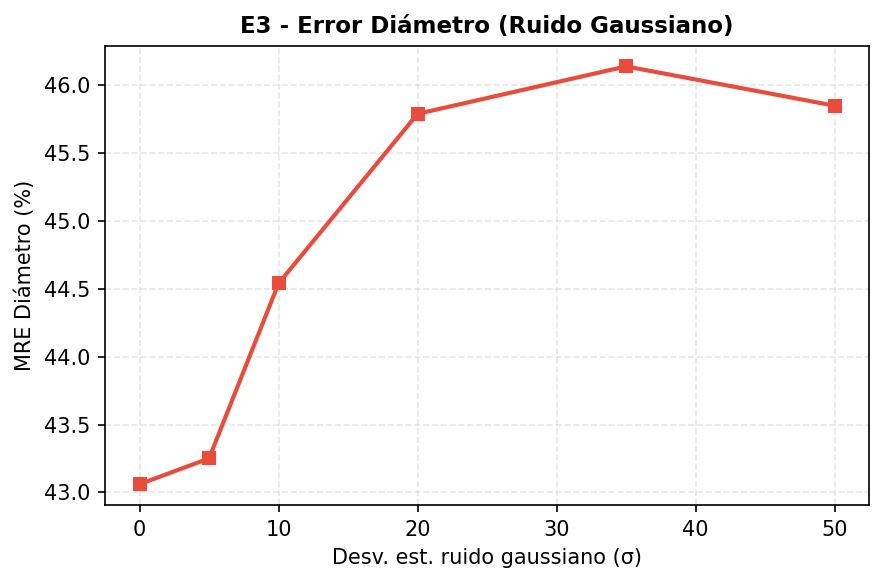 E3 - Error Diámetro (Ruido Gaussiano)
MRE Diámetro (%)
46.0
45.5
45.0
44.5
44.0
43.5
43.0
0 10 20 30 40 50
Desv. est. ruido gaussiano (σ)